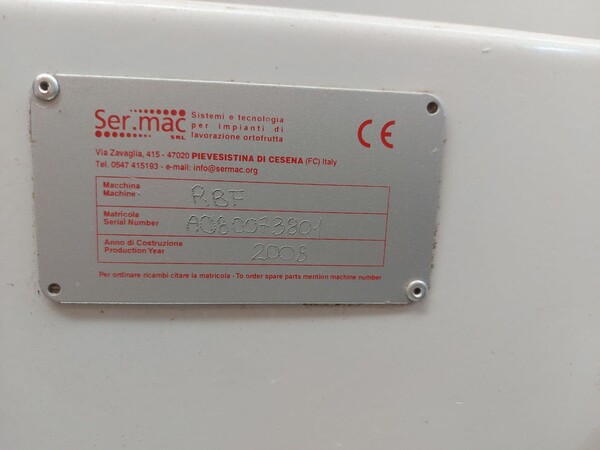 Ser.mac
SRL
Sistemi e tecnologia
per impianti di
lavorazione ortofrutta
CE
Via Zavaglia, 415 - 47020 PIEVESISTINA DI CESENA (FC) Italy
Tel. 0547 415193 - e-mail: info@sermac.org
Macchina
Machine - RBF
Matricola
Serial Number A080073801
Anno di Costruzione
Production Year 2008
Per ordinare ricambi citare la matricola - To order spare parts mention machine number